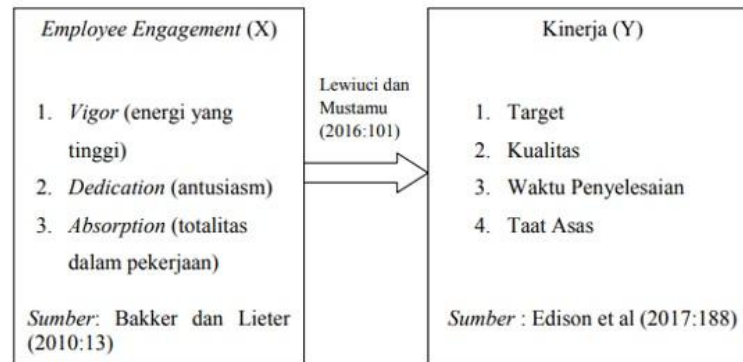 Employee Engagement (X)
1. Vigor (energi yang
tinggi)
2. Dedication (antusiasm)
3. Absorption (totalitas
dalam pekerjaan)
Sumber: Bakker dan Lieter
(2010:13)
Lewiuci dan
Mustamu
(2016:101)
Kinerja (Y)
1. Target
2. Kualitas
3. Waktu Penyelesaian
4. Taat Asas
Sumber : Edison et al (2017:188)